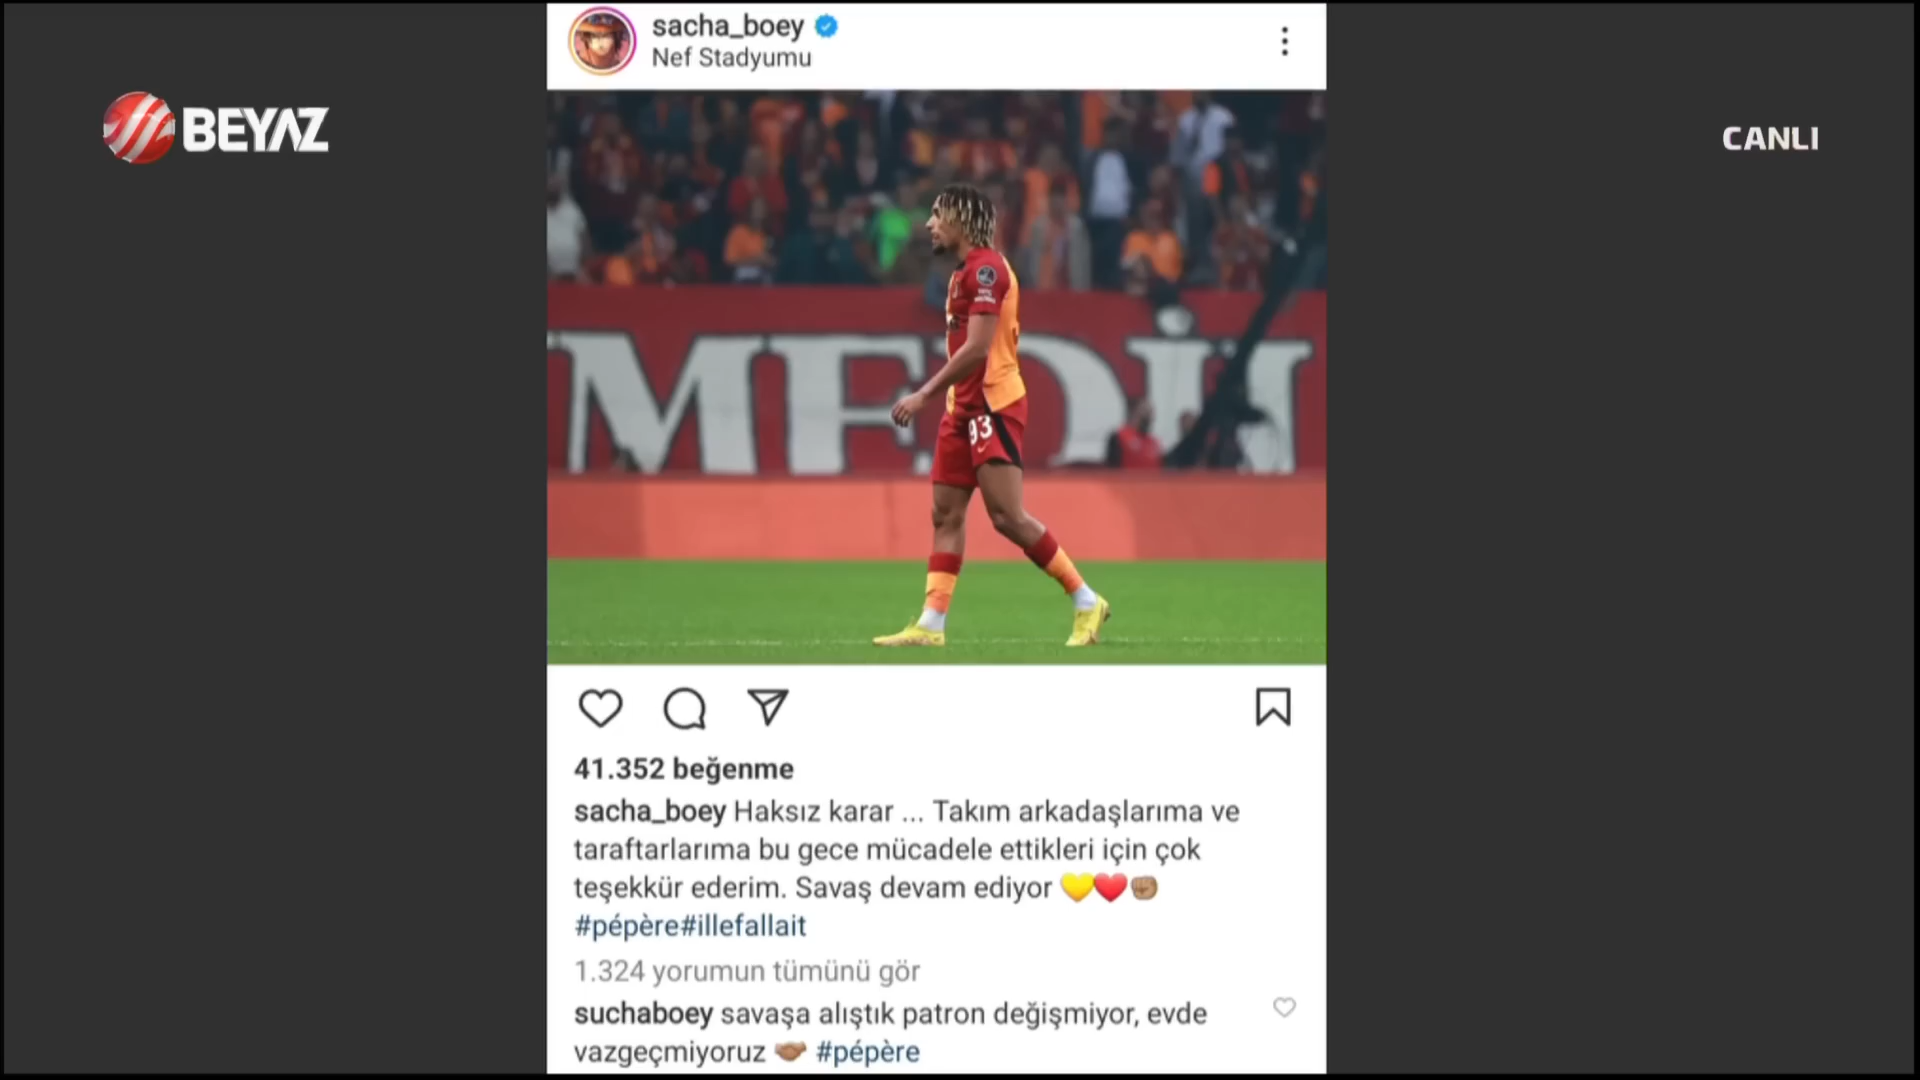 sacha_boey
Nef Stadyumu
BEYAZ
CANLI
MEDİ
93
41.352 beğenme
sacha_boey Haksız karar ... Takım arkadaşlarıma ve
taraftarlarıma bu gece mücadele ettikleri için çok
teşekkür ederim. Savaş devam ediyor 💛❤️✊🏽
#pépère#illefallait
1.324 yorumun tümünü gör
suchaboey savaşa alıştık patron değişmiyor, evde
vazgeçmiyoruz 🤝🏽 #pépère